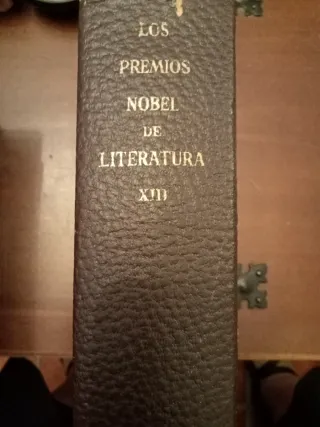 LOS
PREMIOS
NOBEL
DE
LITERATURA
XIII